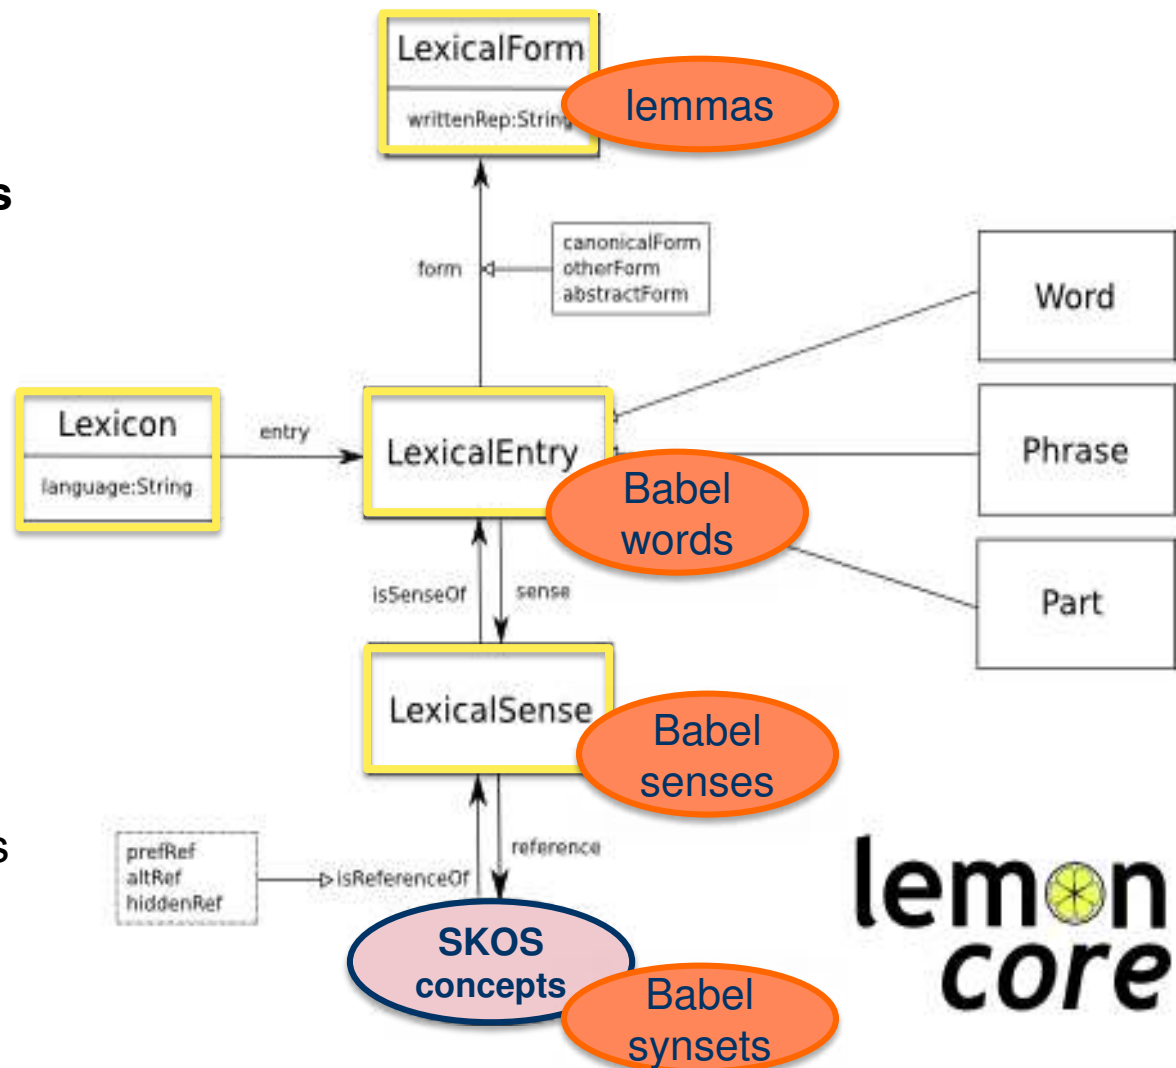 LexicalForm
writtenRep:String
lemmas
s
form
canonicalForm
otherForm
abstractForm
Word
Lexicon
language:String
entry
LexicalEntry
Babel
words
Phrase
isSenseOf
sense
Part
LexicalSense
Babel
senses
s
prefRef
altRef
hiddenRef
isReferenceOf
reference
SKOS
concepts
Babel
synsets
lemon
core